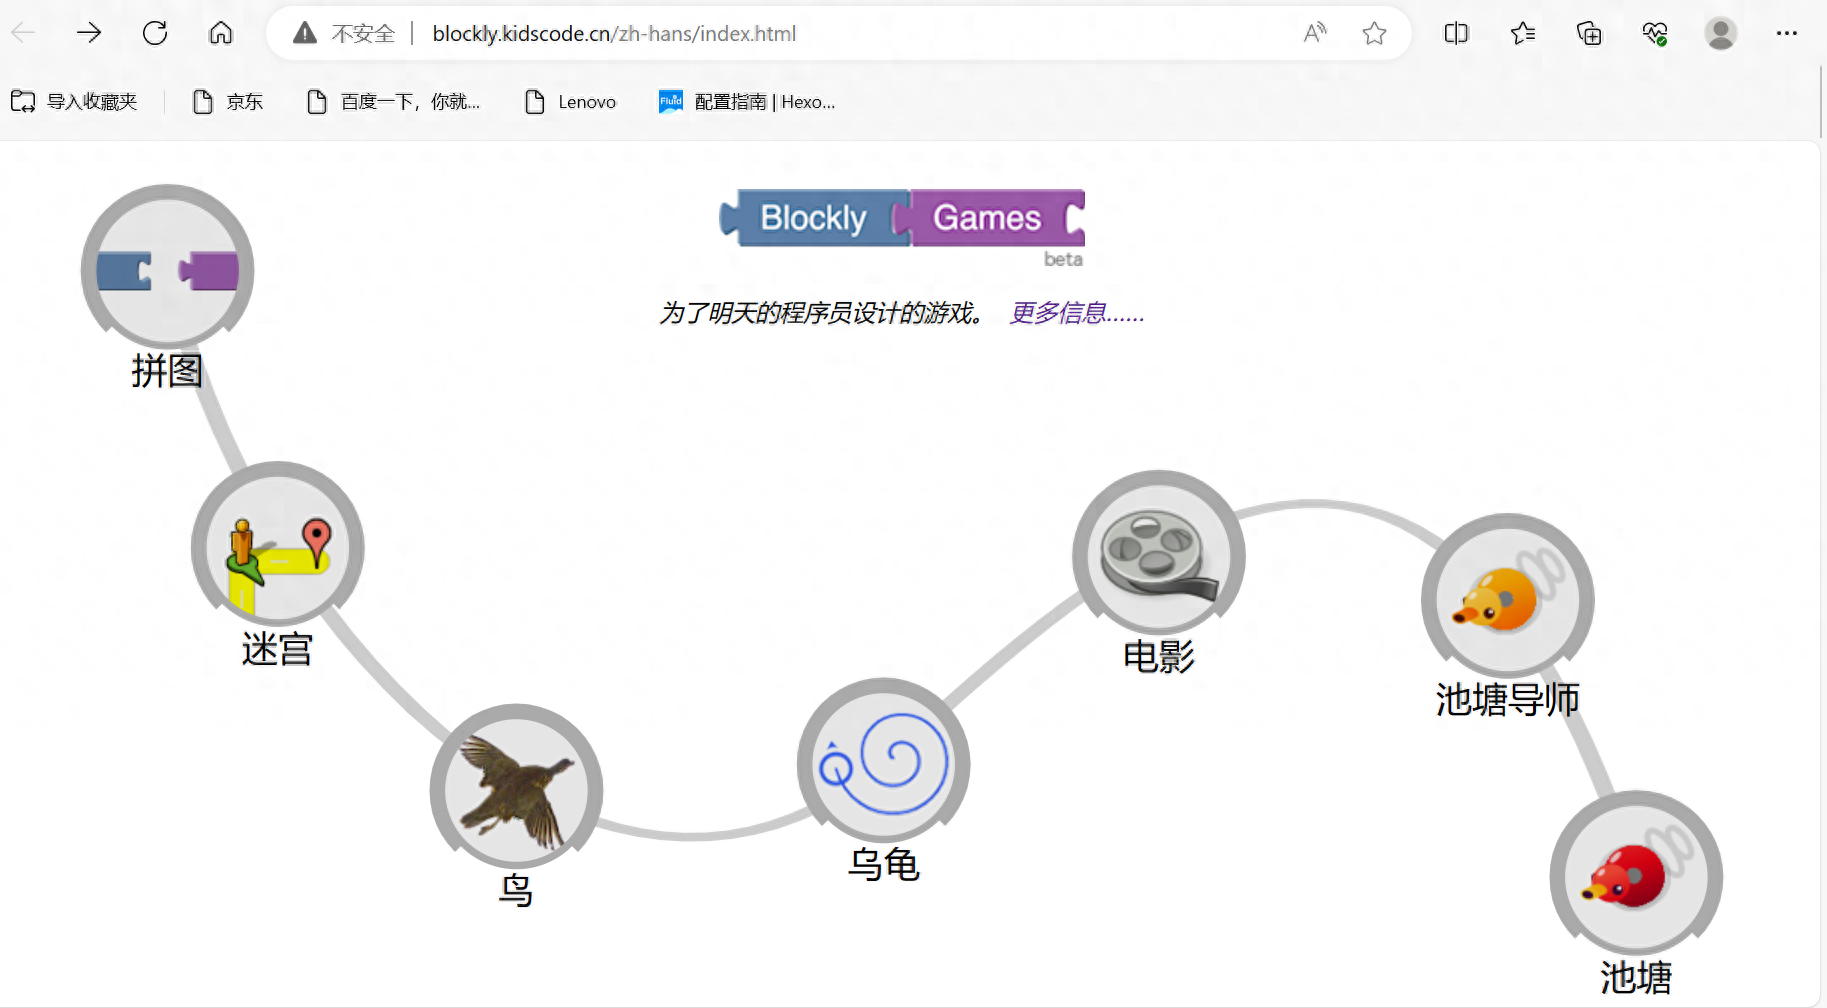 不安全 | blockly.kidscode.cn/zh-hans/index.html
导入收藏夹 京东 百度一下，你就... Lenovo Fluid 配置指南 | Hexo...
Blockly Games
beta
为了明天的程序员设计的游戏。 更多信息......
拼图
迷宫
鸟
乌龟
电影
池塘导师
池塘